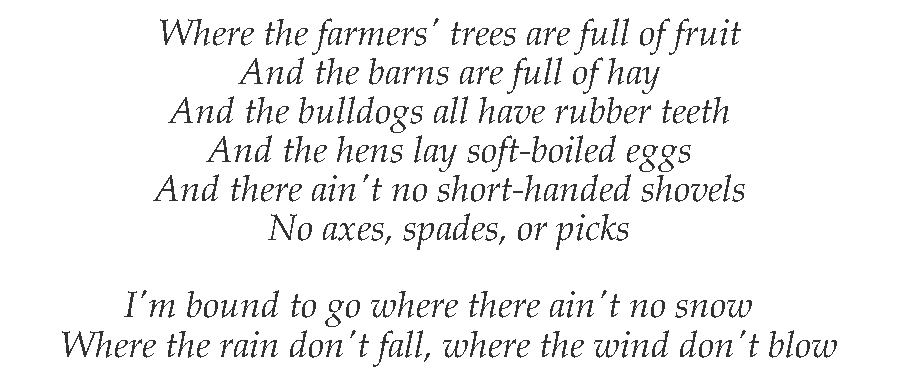 Where the farmers' trees are full of fruit
And the barns are full of hay
And the bulldogs all have rubber teeth
And the hens lay soft-boiled eggs
And there ain't no short-handed shovels
No axes, spades, or picks
I'm bound to go where there ain't no snow
Where the rain don't fall, where the wind don't blow